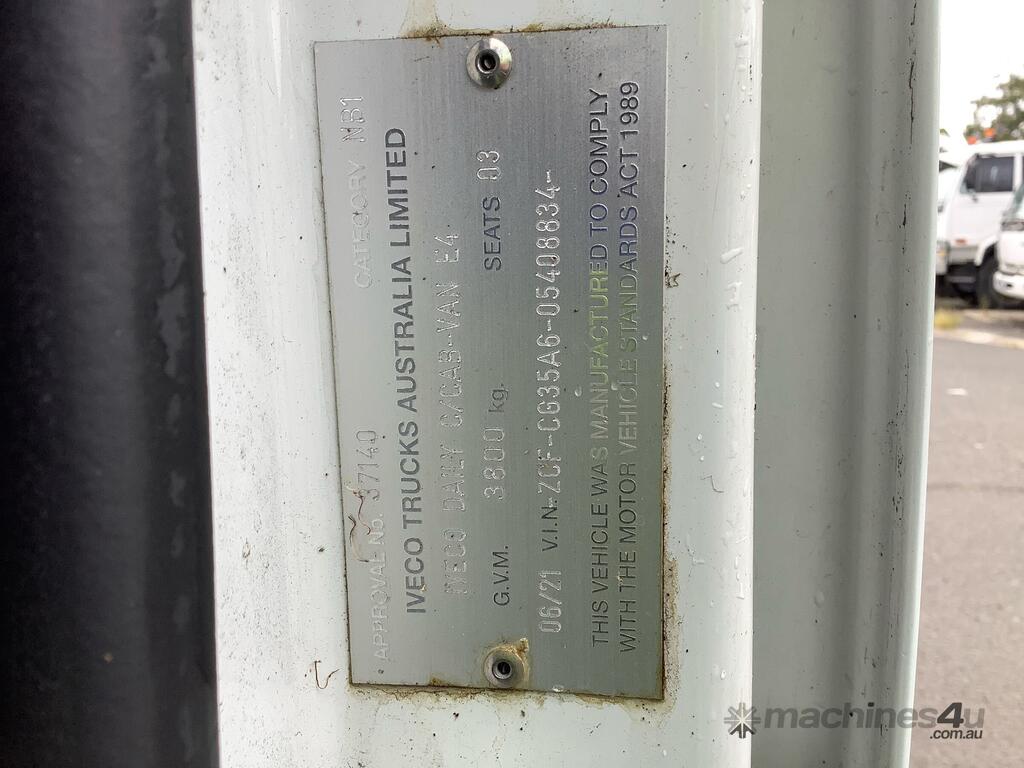 APPROVAL No. 37140 CATEGORY NB1
IVECO TRUCKS AUSTRALIA LIMITED
IVECO DAILY C/CAB-VAN E4
G.V.M. 3800 kg. SEATS 03
06/21 V.I.N. ZCF-CG35A6-05408834-
THIS VEHICLE WAS MANUFACTURED TO COMPLY
WITH THE MOTOR VEHICLE STANDARDS ACT 1989
machines4u
.com.au